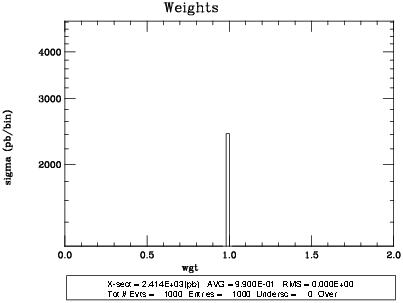 Weights
4000
3000
2000
sigma (pb/bin)
0.0 0.5 1.0 1.5 2.0
wgt
X-sect = 2.414E+03(pb) AVG = 9.900E-01 RMS = 0.000E+00
Tot # Evts = 1000 Entries = 1000 Undersc = 0 Over